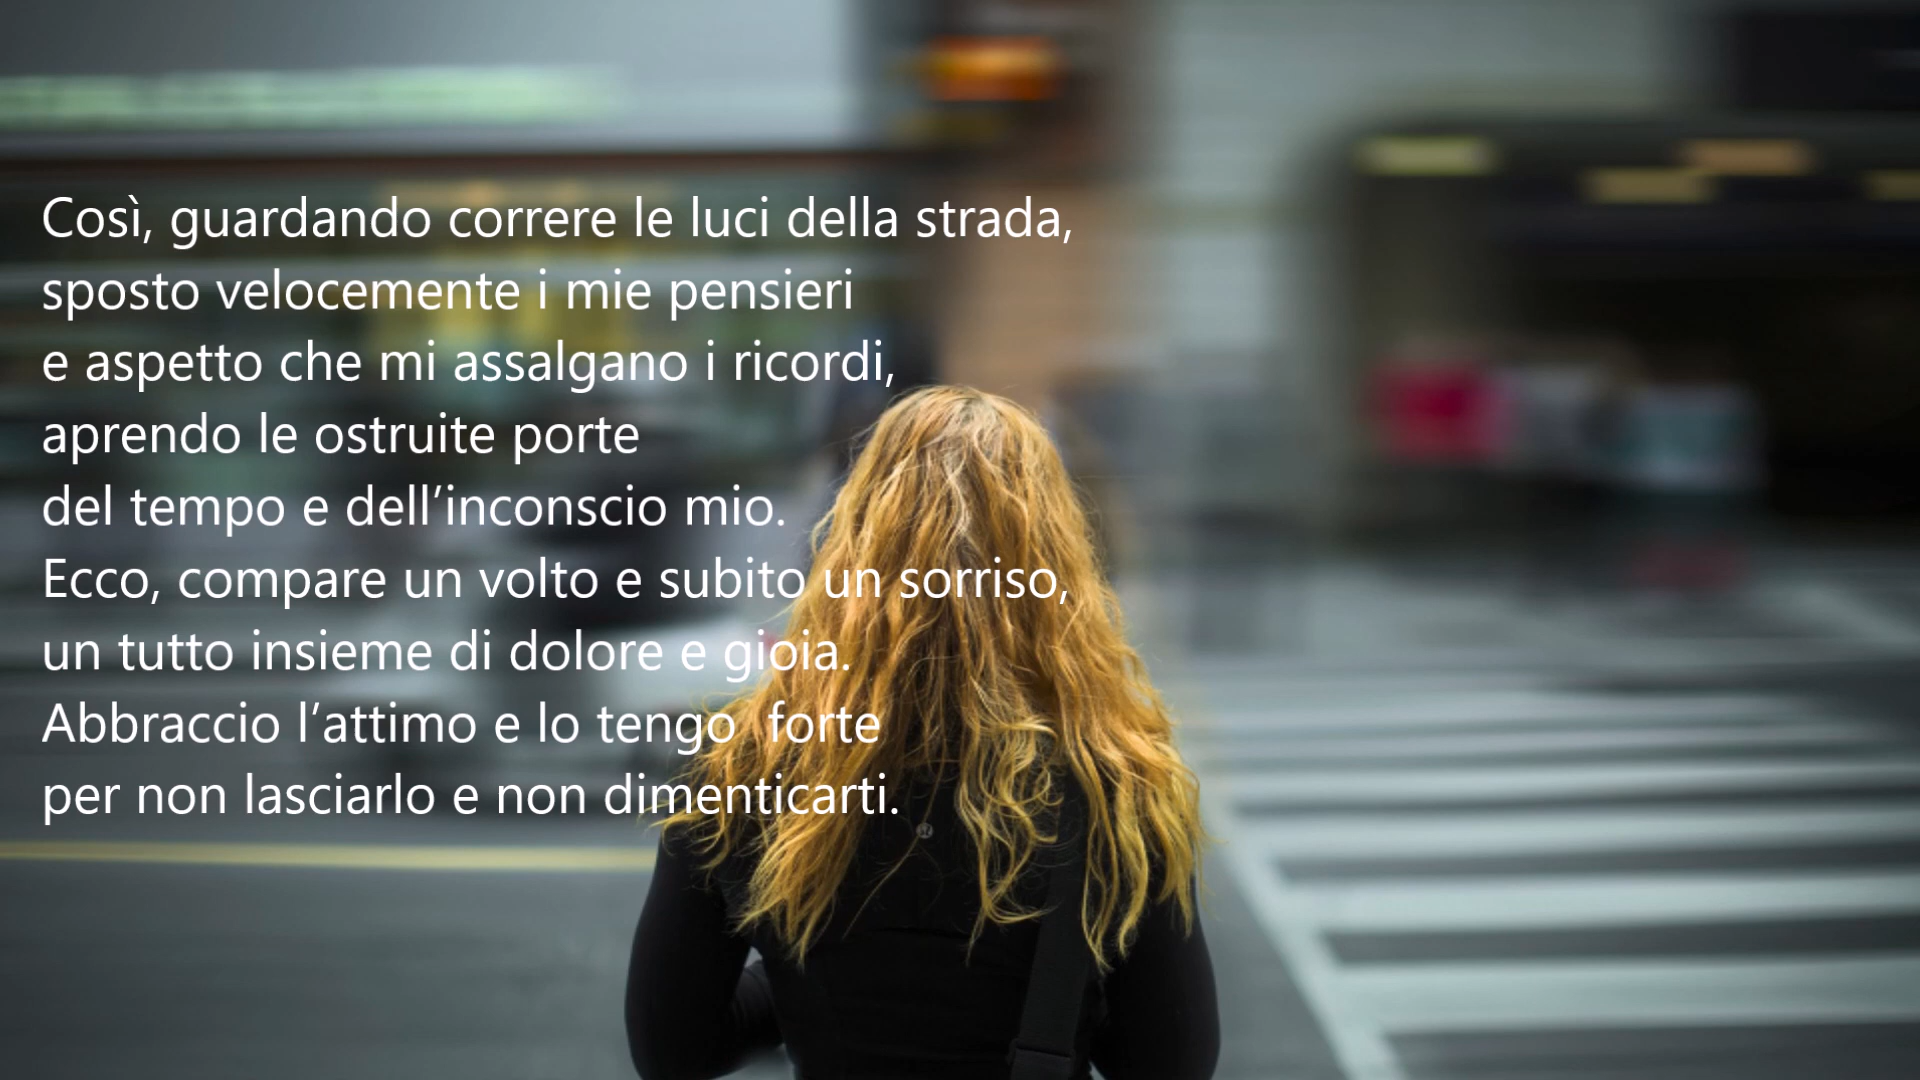 Così, guardando correre le luci della strada,
sposto velocemente i mie pensieri
e aspetto che mi assalgano i ricordi,
aprendo le ostruite porte
del tempo e dell’inconscio mio.
Ecco, compare un volto e subito un sorriso,
un tutto insieme di dolore e gioia.
Abbraccio l’attimo e lo tengo  forte
per non lasciarlo e non dimenticarti.